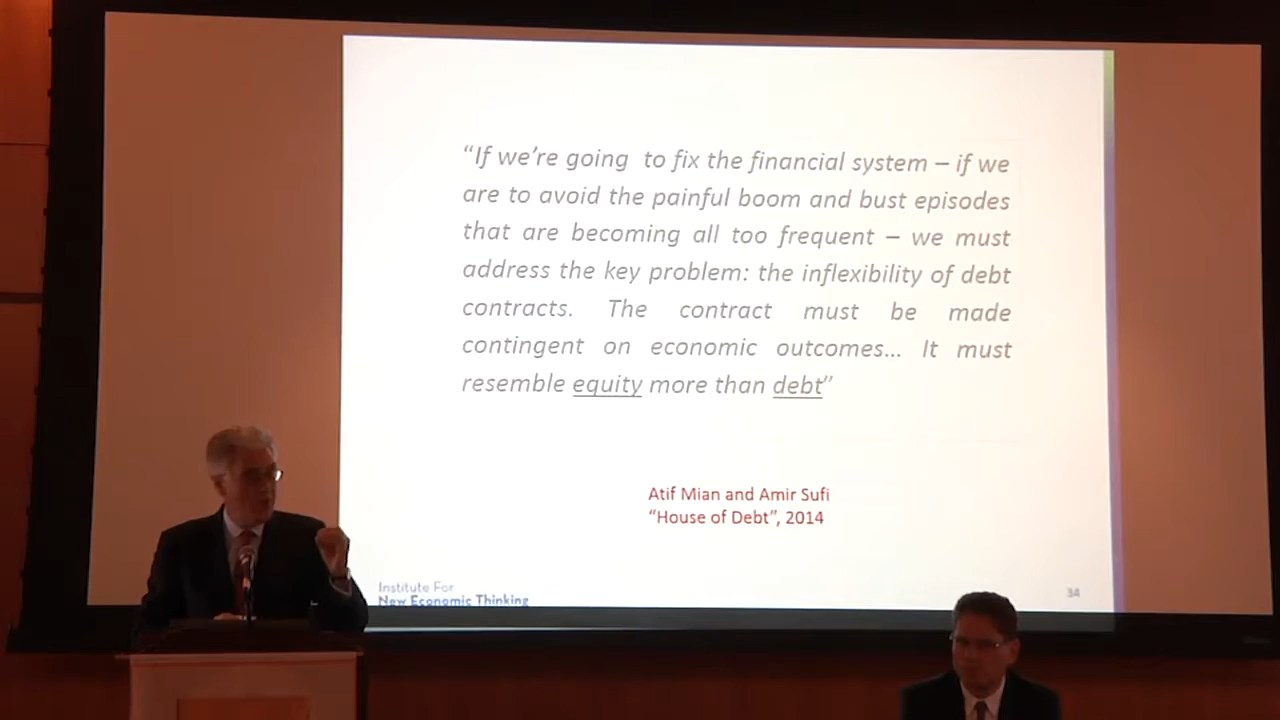 “If we’re going to fix the financial system – if we
are to avoid the painful boom and bust episodes
that are becoming all too frequent – we must
address the key problem: the inflexibility of debt
contracts. The contract must be made
contingent on economic outcomes... It must
resemble equity more than debt”
Atif Mian and Amir Sufi
“House of Debt”, 2014
Institute For
New Economic Thinking
34